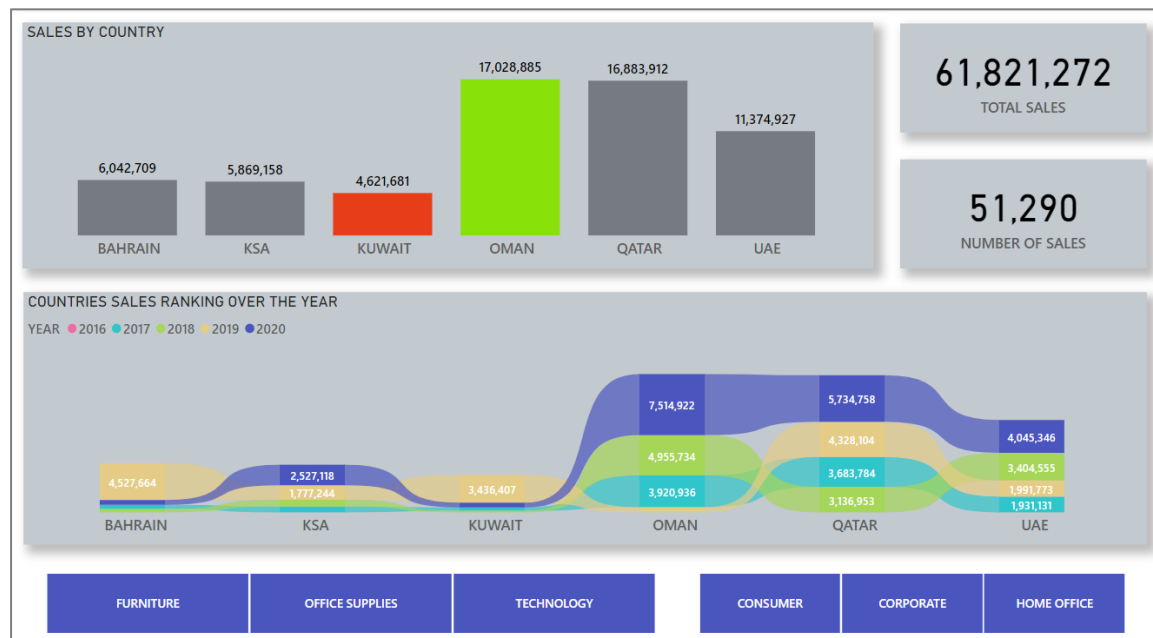 SALES BY COUNTRY
17,028,885
16,883,912
11,374,927
6,042,709
5,869,158
4,621,681
BAHRAIN KSA KUWAIT OMAN QATAR UAE
61,821,272
TOTAL SALES
51,290
NUMBER OF SALES
COUNTRIES SALES RANKING OVER THE YEAR
YEAR 2016 2017 2018 2019 2020
7,514,922
5,734,758
4,045,346
4,328,104
4,955,734
3,404,555
2,527,118
3,683,784
4,527,664
1,777,244
3,436,407
1,991,773
3,920,936
3,136,953
1,931,131
BAHRAIN KSA KUWAIT OMAN QATAR UAE
FURNITURE OFFICE SUPPLIES TECHNOLOGY CONSUMER CORPORATE HOME OFFICE